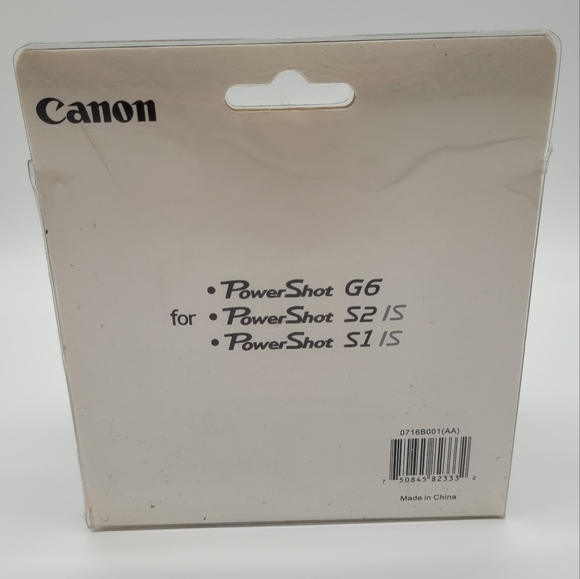 Canon
• PowerShot G6
for • PowerShot S2 IS
• PowerShot S1 IS
0716B001(AA)
7 50845 82333 2
Made in China